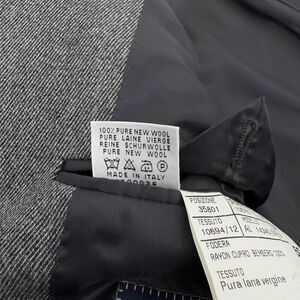 100% PURE NEW WOOL
PURE LAINE VIERGE
REINE SCHURWOLLE
PURE NEW WOOL
MADE IN ITALY
POSIZIONE
35801
TESSUTO
10694/12
FODERA
RAYON CUPRO BEMBERG 100%
TESSUTO
Pura lana vergine